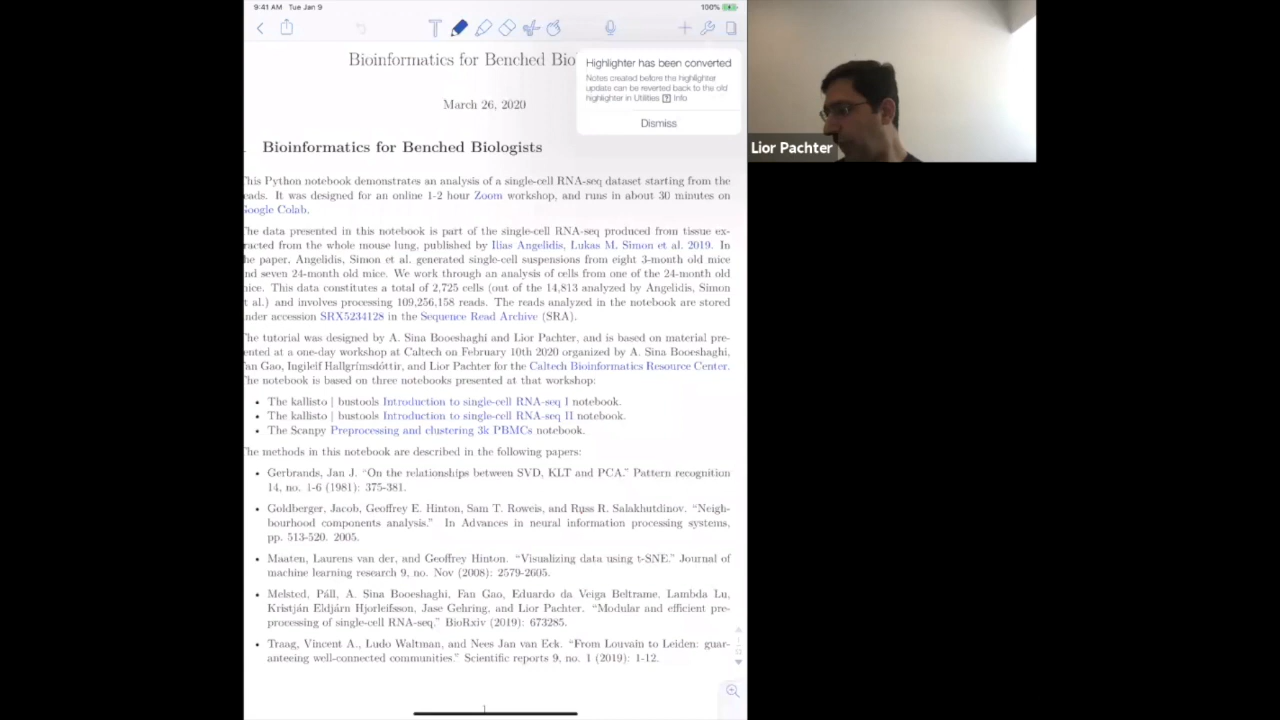 9:41 AM Tue Jan 9
100%
Bioinformatics for Benched Bio
Highlighter has been converted
Notes created before the highlighter
update can be reverted back to the old
highlighter in Utilities ? Info
Dismiss
March 26, 2020
Lior Pachter
Bioinformatics for Benched Biologists
This Python notebook demonstrates an analysis of a single-cell RNA-seq dataset starting from the
eads. It was designed for an online 1-2 hour Zoom workshop, and runs in about 30 minutes on
Google Colab.
The data presented in this notebook is part of the single-cell RNA-seq produced from tissue ex-
racted from the whole mouse lung, published by Ilias Angelidis, Lukas M. Simon et al. 2019. In
he paper, Angelidis, Simon et al. generated single-cell suspensions from eight 3-month old mice
nd seven 24-month old mice. We work through an analysis of cells from one of the 24-month old
nice. This data constitutes a total of 2,725 cells (out of the 14,813 analyzed by Angelidis, Simon
t al.) and involves processing 109,256,158 reads. The reads analyzed in the notebook are stored
nder accession SRX5234128 in the Sequence Read Archive (SRA).
The tutorial was designed by A. Sina Booeshaghi and Lior Pachter, and is based on material pre-
ented at a one-day workshop at Caltech on February 10th 2020 organized by A. Sina Booeshaghi,
Fan Gao, Ingileif Hallgrímsdóttir, and Lior Pachter for the Caltech Bioinformatics Resource Center.
The notebook is based on three notebooks presented at that workshop:
• The kallisto | bustools Introduction to single-cell RNA-seq I notebook.
• The kallisto | bustools Introduction to single-cell RNA-seq II notebook.
• The Scanpy Preprocessing and clustering 3k PBMCs notebook.
The methods in this notebook are described in the following papers:
• Gerbrands, Jan J. “On the relationships between SVD, KLT and PCA.” Pattern recognition
14, no. 1-6 (1981): 375-381.
• Goldberger, Jacob, Geoffrey E. Hinton, Sam T. Roweis, and Russ R. Salakhutdinov. “Neigh-
bourhood components analysis.” In Advances in neural information processing systems,
pp. 513-520. 2005.
• Maaten, Laurens van der, and Geoffrey Hinton. “Visualizing data using t-SNE.” Journal of
machine learning research 9, no. Nov (2008): 2579-2605.
• Melsted, Páll, A. Sina Booeshaghi, Fan Gao, Eduardo da Veiga Beltrame, Lambda Lu,
Kristján Eldjárn Hjorleifsson, Jase Gehring, and Lior Pachter. “Modular and efficient pre-
processing of single-cell RNA-seq.” BioRxiv (2019): 673285.
• Traag, Vincent A., Ludo Waltman, and Nees Jan van Eck. “From Louvain to Leiden: guar-
anteeing well-connected communities.” Scientific reports 9, no. 1 (2019): 1-12.
1